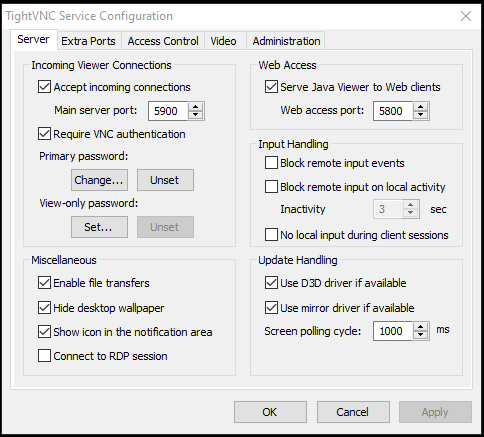 TightVNC Service Configuration
Server Extra Ports Access Control Video Administration
Incoming Viewer Connections
Accept incoming connections
Main server port: 5900
Require VNC authentication
Primary password:
Change... Unset
View-only password:
Set... Unset
Web Access
Serve Java Viewer to Web clients
Web access port: 5800
Input Handling
Block remote input events
Block remote input on local activity
Inactivity 3 sec
No local input during client sessions
Miscellaneous
Enable file transfers
Hide desktop wallpaper
Show icon in the notification area
Connect to RDP session
Update Handling
Use D3D driver if available
Use mirror driver if available
Screen polling cycle: 1000 ms
OK Cancel Apply